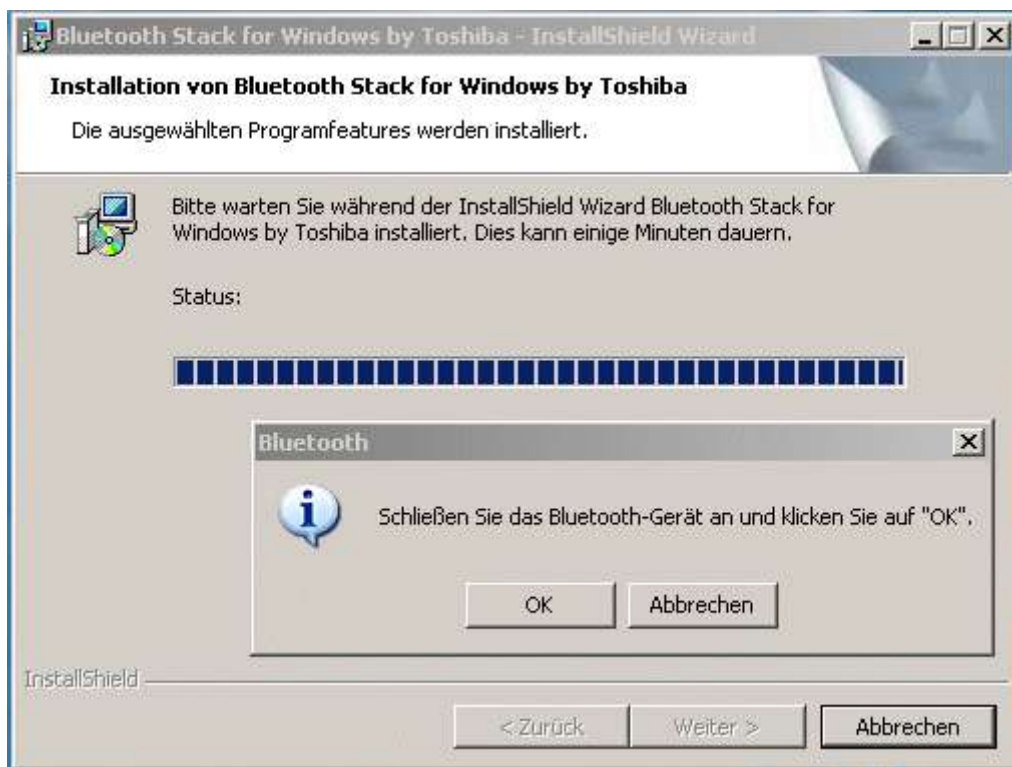 Bluetooth Stack for Windows by Toshiba - InstallShield Wizard
Installation von Bluetooth Stack for Windows by Toshiba
Die ausgewählten Programfeatures werden installiert.
Bitte warten Sie während der InstallShield Wizard Bluetooth Stack for
Windows by Toshiba installiert. Dies kann einige Minuten dauern.
Status:
Bluetooth
Schließen Sie das Bluetooth-Gerät an und klicken Sie auf "OK".
OK
Abbrechen
InstallShield
< Zurück
Weiter >
Abbrechen